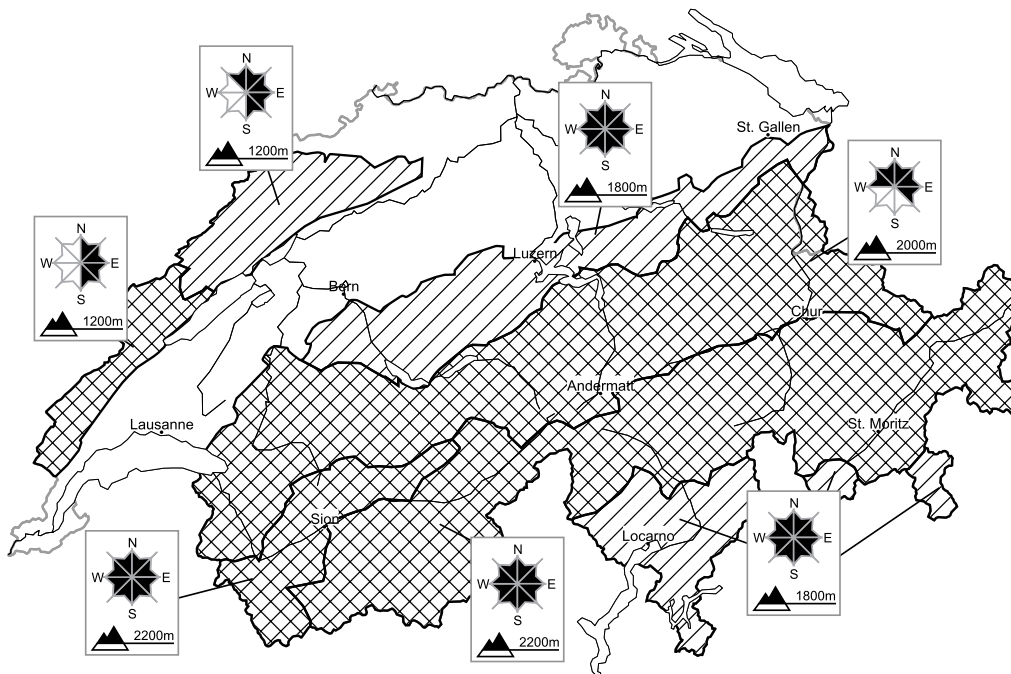 N
W E
S
1200m
N
W E
S
1800m
St. Gallen
N
W E
S
2000m
N
W E
S
1200m
Luzern
Bern
Chur
Andermatt
Lausanne
St. Moritz
N
W E
S
1800m
Sion
Locarno
N
W E
S
2200m
N
W E
S
2200m